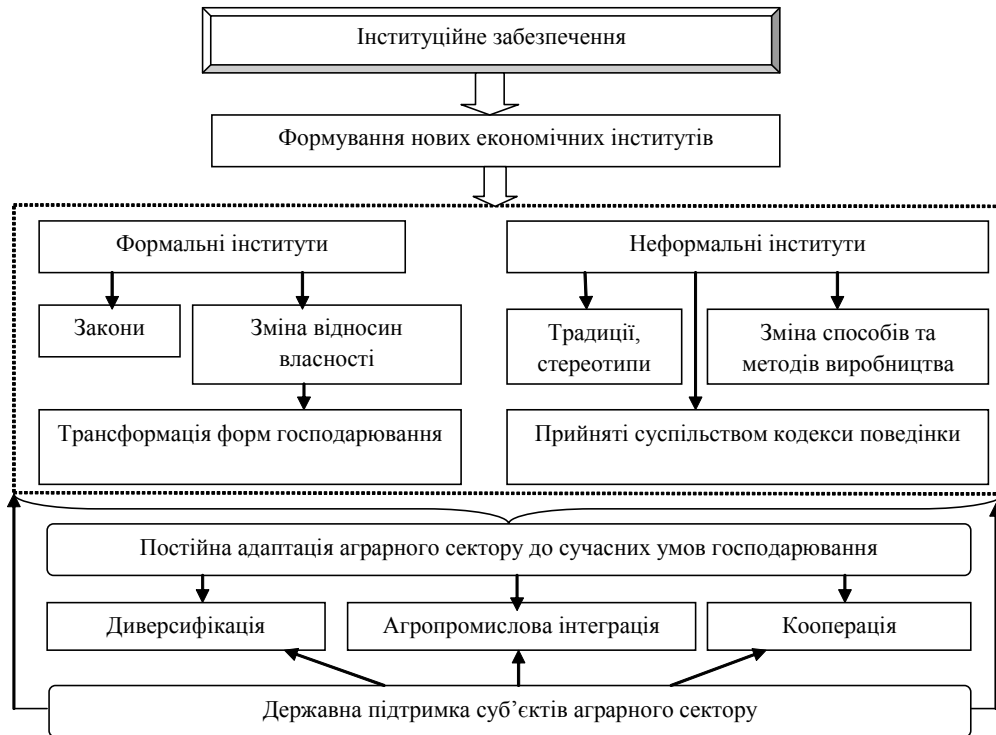 Інституційне забезпечення
Формування нових економічних інститутів
Формальні інститути
Неформальні інститути
Закони
Зміна відносин
власності
Традиції,
стереотипи
Зміна способів та
методів виробництва
Трансформація форм господарювання
Прийняті суспільством кодекси поведінки
Постійна адаптація аграрного сектору до сучасних умов господарювання
Диверсифікація
Агропромислова інтеграція
Кооперація
Державна підтримка суб’єктів аграрного сектору